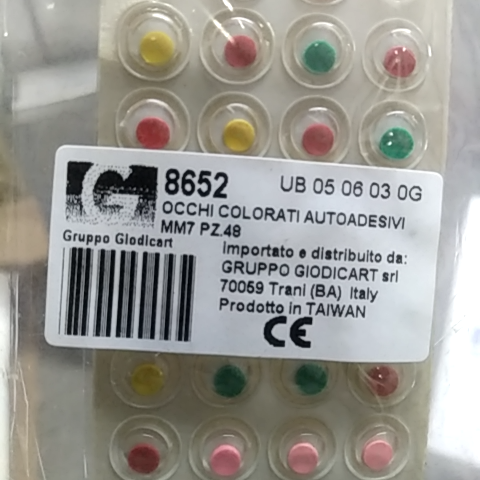 G
8652 UB 05 06 03 0G
OCCHI COLORATI AUTOADESIVI
MM7 PZ.48
Gruppo Giodicart
Importato e distribuito da:
GRUPPO GIODICART srl
70059 Trani (BA) Italy
Prodotto in TAIWAN
CE